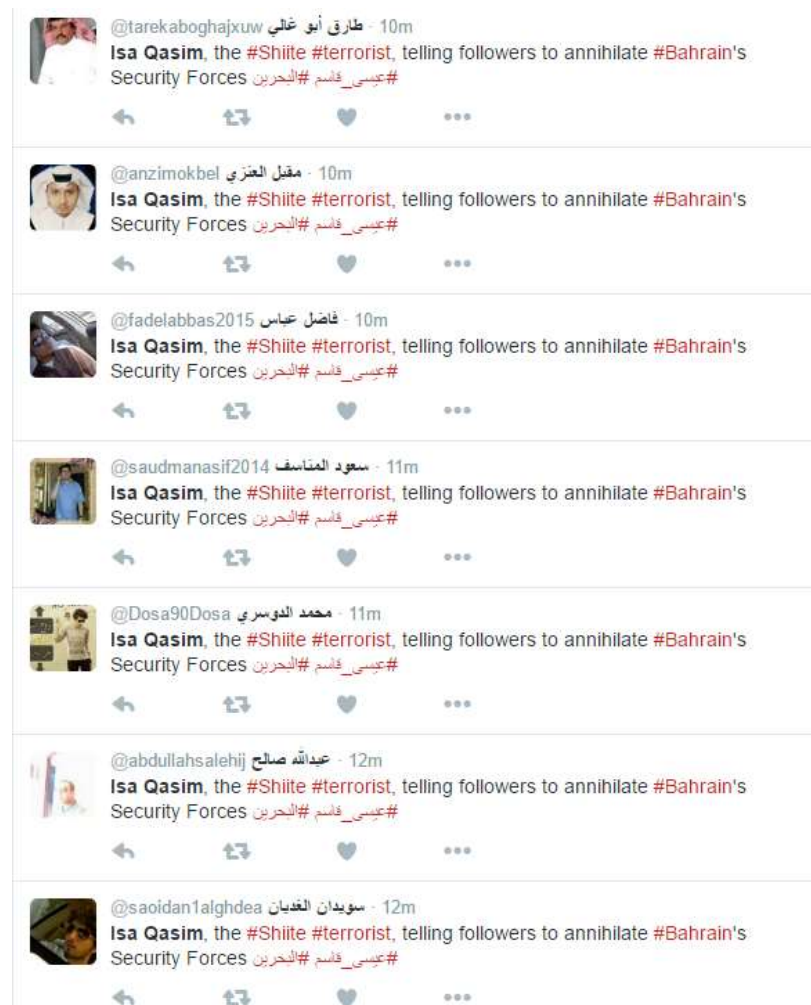 @tarekaboghajxuw طارق أبو غالي · 10m
Isa Qasim, the #Shiite #terrorist, telling followers to annihilate #Bahrain's
Security Forces #عيسى_قاسم #البحرين
@anzimokbel مقبل العنزي · 10m
Isa Qasim, the #Shiite #terrorist, telling followers to annihilate #Bahrain's
Security Forces #عيسى_قاسم #البحرين
@fadelabbas2015 فاضل عباس · 10m
Isa Qasim, the #Shiite #terrorist, telling followers to annihilate #Bahrain's
Security Forces #عيسى_قاسم #البحرين
@saudmanasif2014 سعود المناسف · 11m
Isa Qasim, the #Shiite #terrorist, telling followers to annihilate #Bahrain's
Security Forces #عيسى_قاسم #البحرين
@Dosa90Dosa محمد الدوسري · 11m
Isa Qasim, the #Shiite #terrorist, telling followers to annihilate #Bahrain's
Security Forces #عيسى_قاسم #البحرين
@abdullahsalehij عبدالله صالح · 12m
Isa Qasim, the #Shiite #terrorist, telling followers to annihilate #Bahrain's
Security Forces #عيسى_قاسم #البحرين
@saoidan1alghdea سويدان الغديان · 12m
Isa Qasim, the #Shiite #terrorist, telling followers to annihilate #Bahrain's
Security Forces #عيسى_قاسم #البحرين